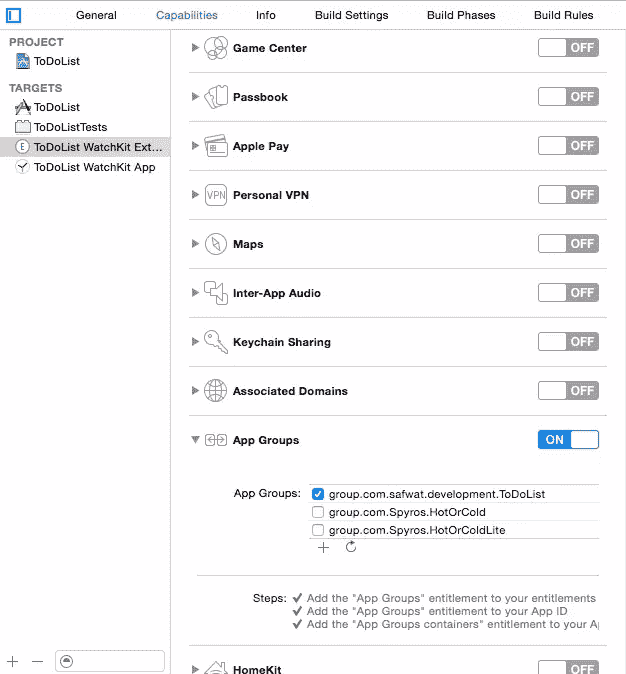 General Capabilities Info Build Settings Build Phases Build Rules
PROJECT
ToDoList
TARGETS
ToDoList
ToDoListTests
E ToDoList WatchKit Ext...
ToDoList WatchKit App
Game Center OFF
Passbook OFF
Apple Pay OFF
VPN Personal VPN OFF
Maps OFF
Inter-App Audio OFF
Keychain Sharing OFF
Associated Domains OFF
App Groups ON
App Groups: group.com.safwat.development.ToDoList
group.com.Spyros.HotOrCold
group.com.Spyros.HotOrColdLite
Steps: ✔ Add the "App Groups" entitlement to your entitlements
✔ Add the "App Groups" entitlement to your App ID
✔ Add the "App Groups containers" entitlement to your A
HomeKit OFF